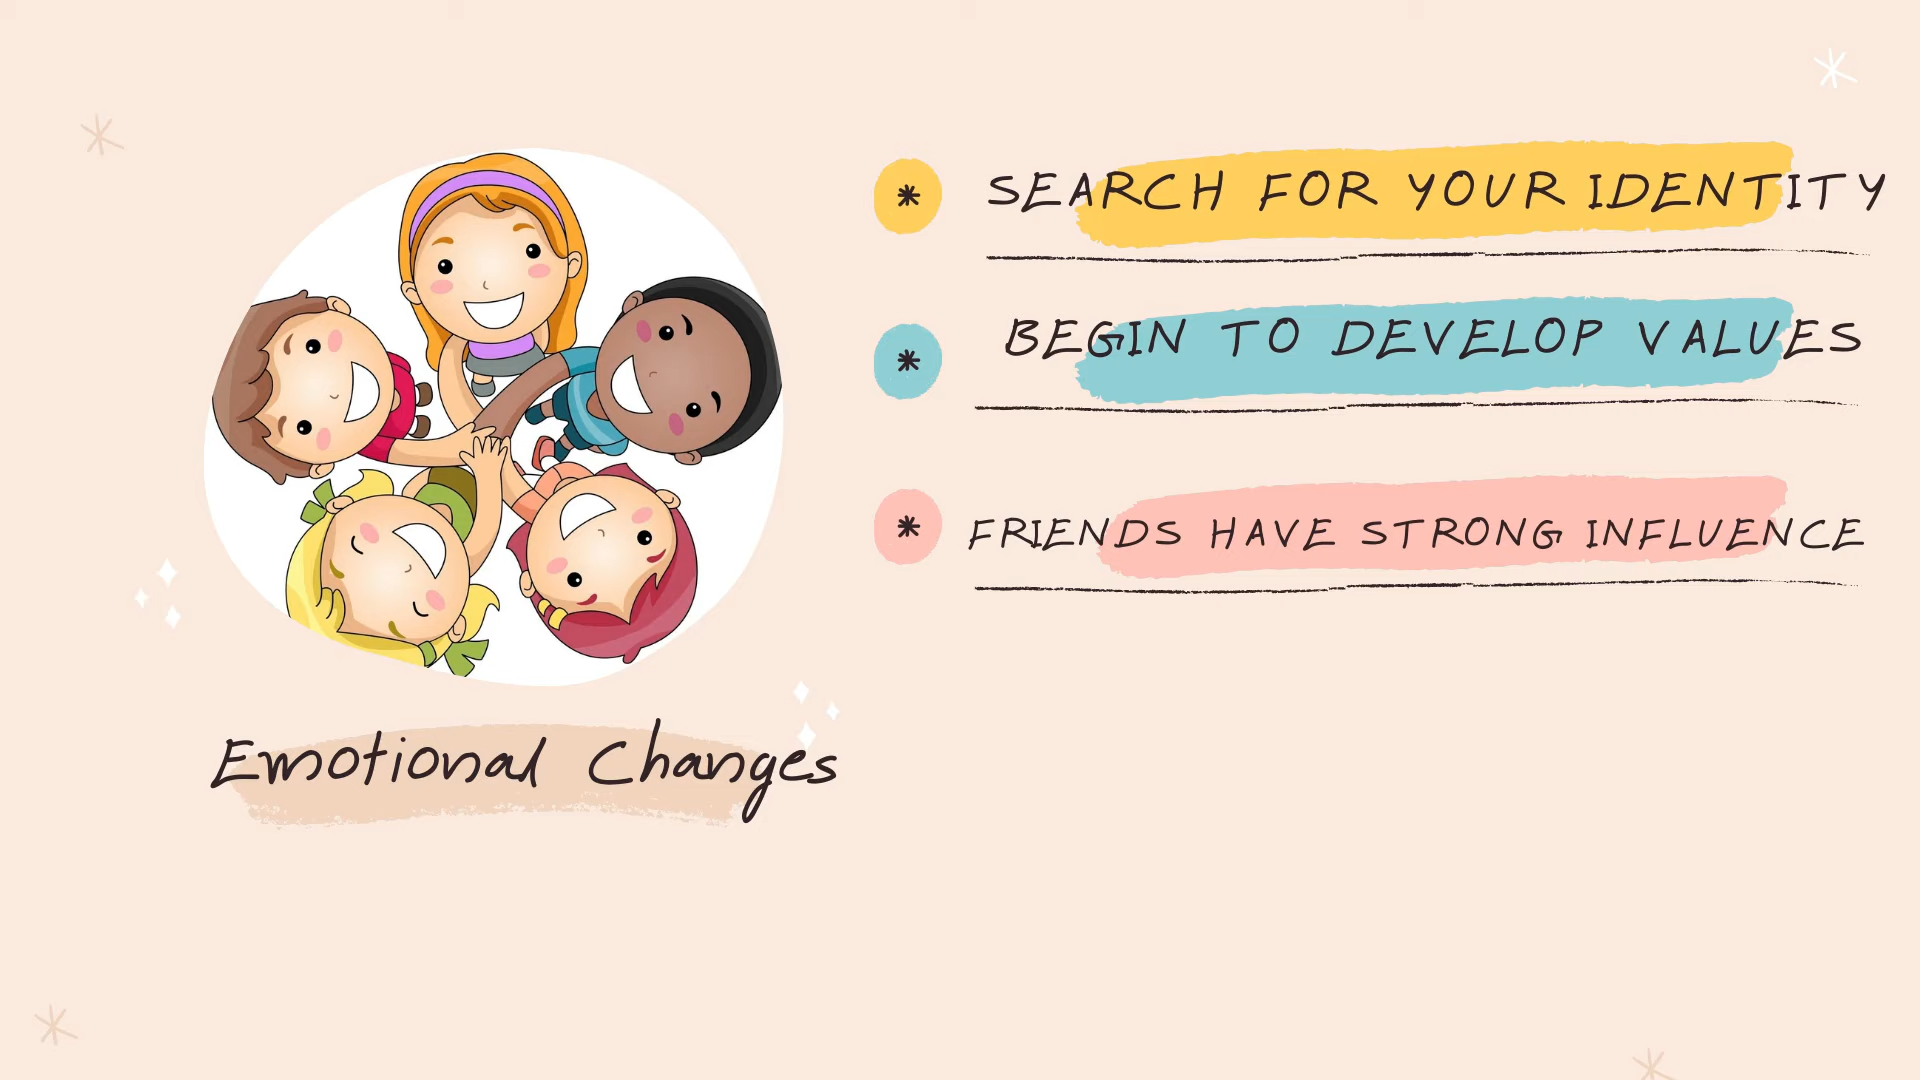 SEARCH FOR YOUR IDENTITY
BEGIN TO DEVELOP VALUES
FRIENDS HAVE STRONG INFLUENCE
Emotional Changes